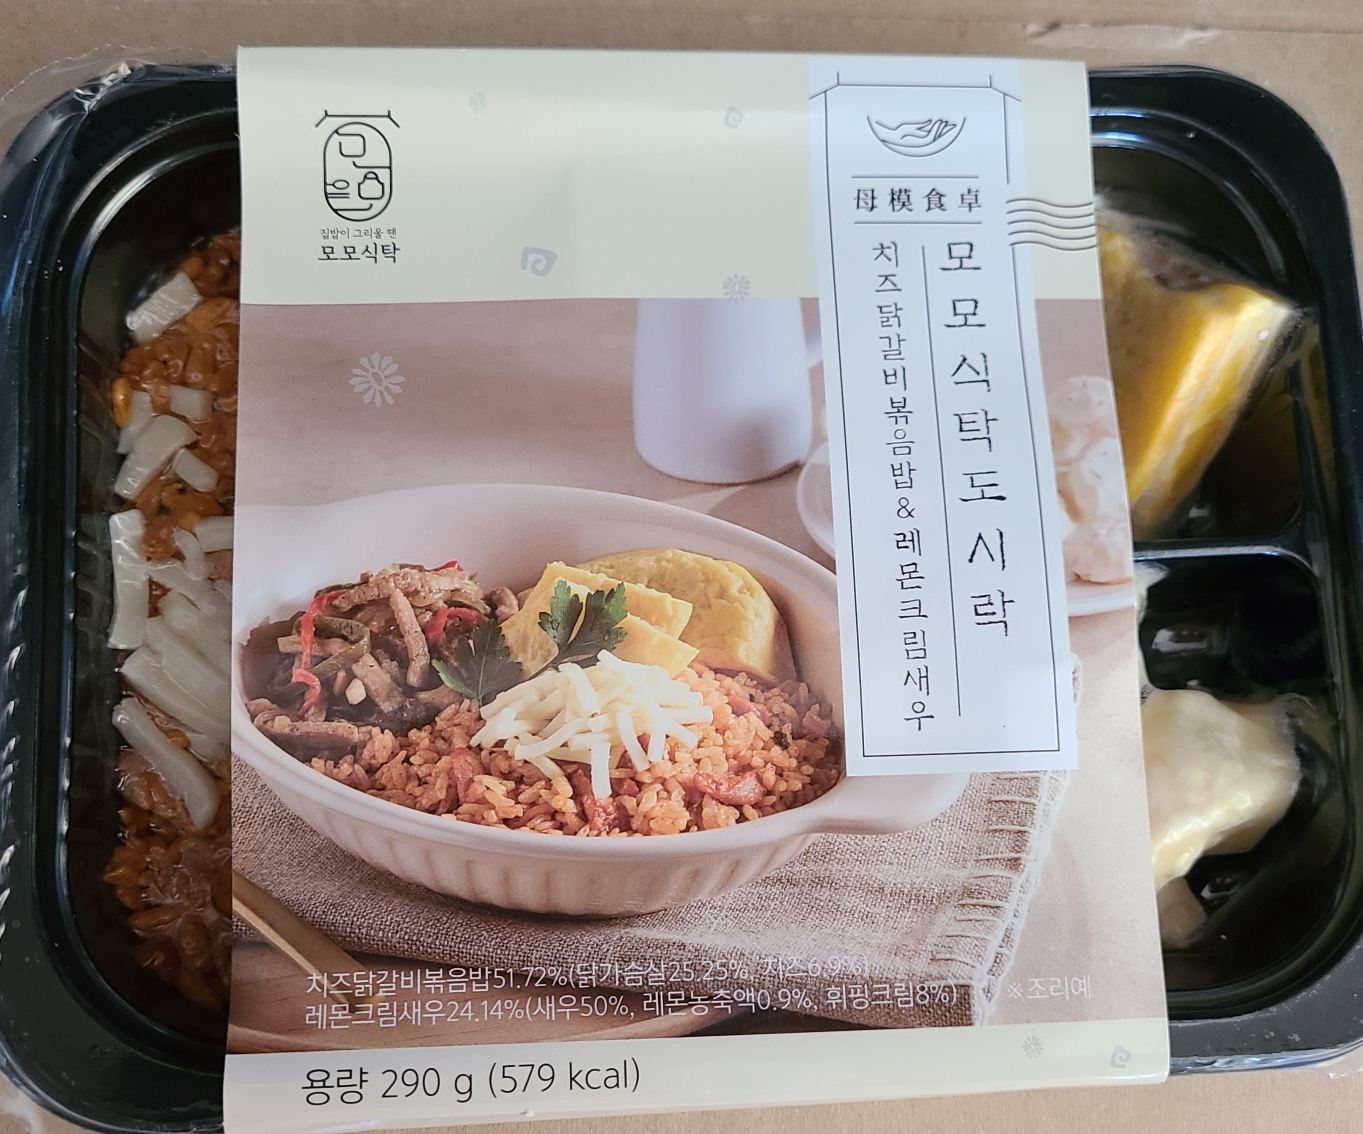 집밥이 그리울 땐
모모식탁
母模食卓
모모식탁도시락
치즈닭갈비볶음밥&레몬크림새우
치즈닭갈비볶음밥51.72%(닭가슴살25.25%, 치즈6.9%)
레몬크림새우24.14%(새우50%, 레몬농축액0.9%, 휘핑크림8%)
※조리예
용량 290 g (579 kcal)